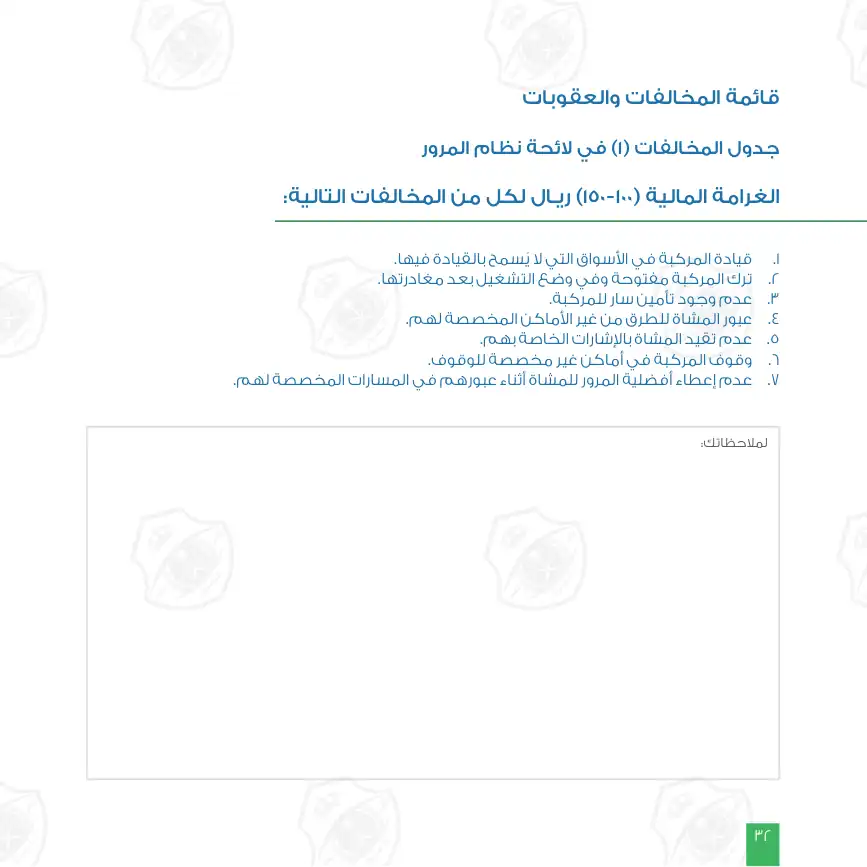 قائمة المخالفات والعقوبات
جدول المخالفات (١) في لائحة نظام المرور
الغرامة المالية (١٠٠-١٥٠) ريال لكل من المخالفات التالية:
١. قيادة المركبة في الأسواق التي لا يُسمح بالقيادة فيها.
٢. ترك المركبة مفتوحة وفي وضع التشغيل بعد مغادرتها.
٣. عدم وجود تأمين سار للمركبة.
٤. عبور المشاة للطرق من غير الأماكن المخصصة لهم.
٥. عدم تقيد المشاة بالإشارات الخاصة بهم.
٦. وقوف المركبة في أماكن غير مخصصة للوقوف.
٧. عدم إعطاء أفضلية المرور للمشاة أثناء عبورهم في المسارات المخصصة لهم.
لملاحظاتك:
٣٢